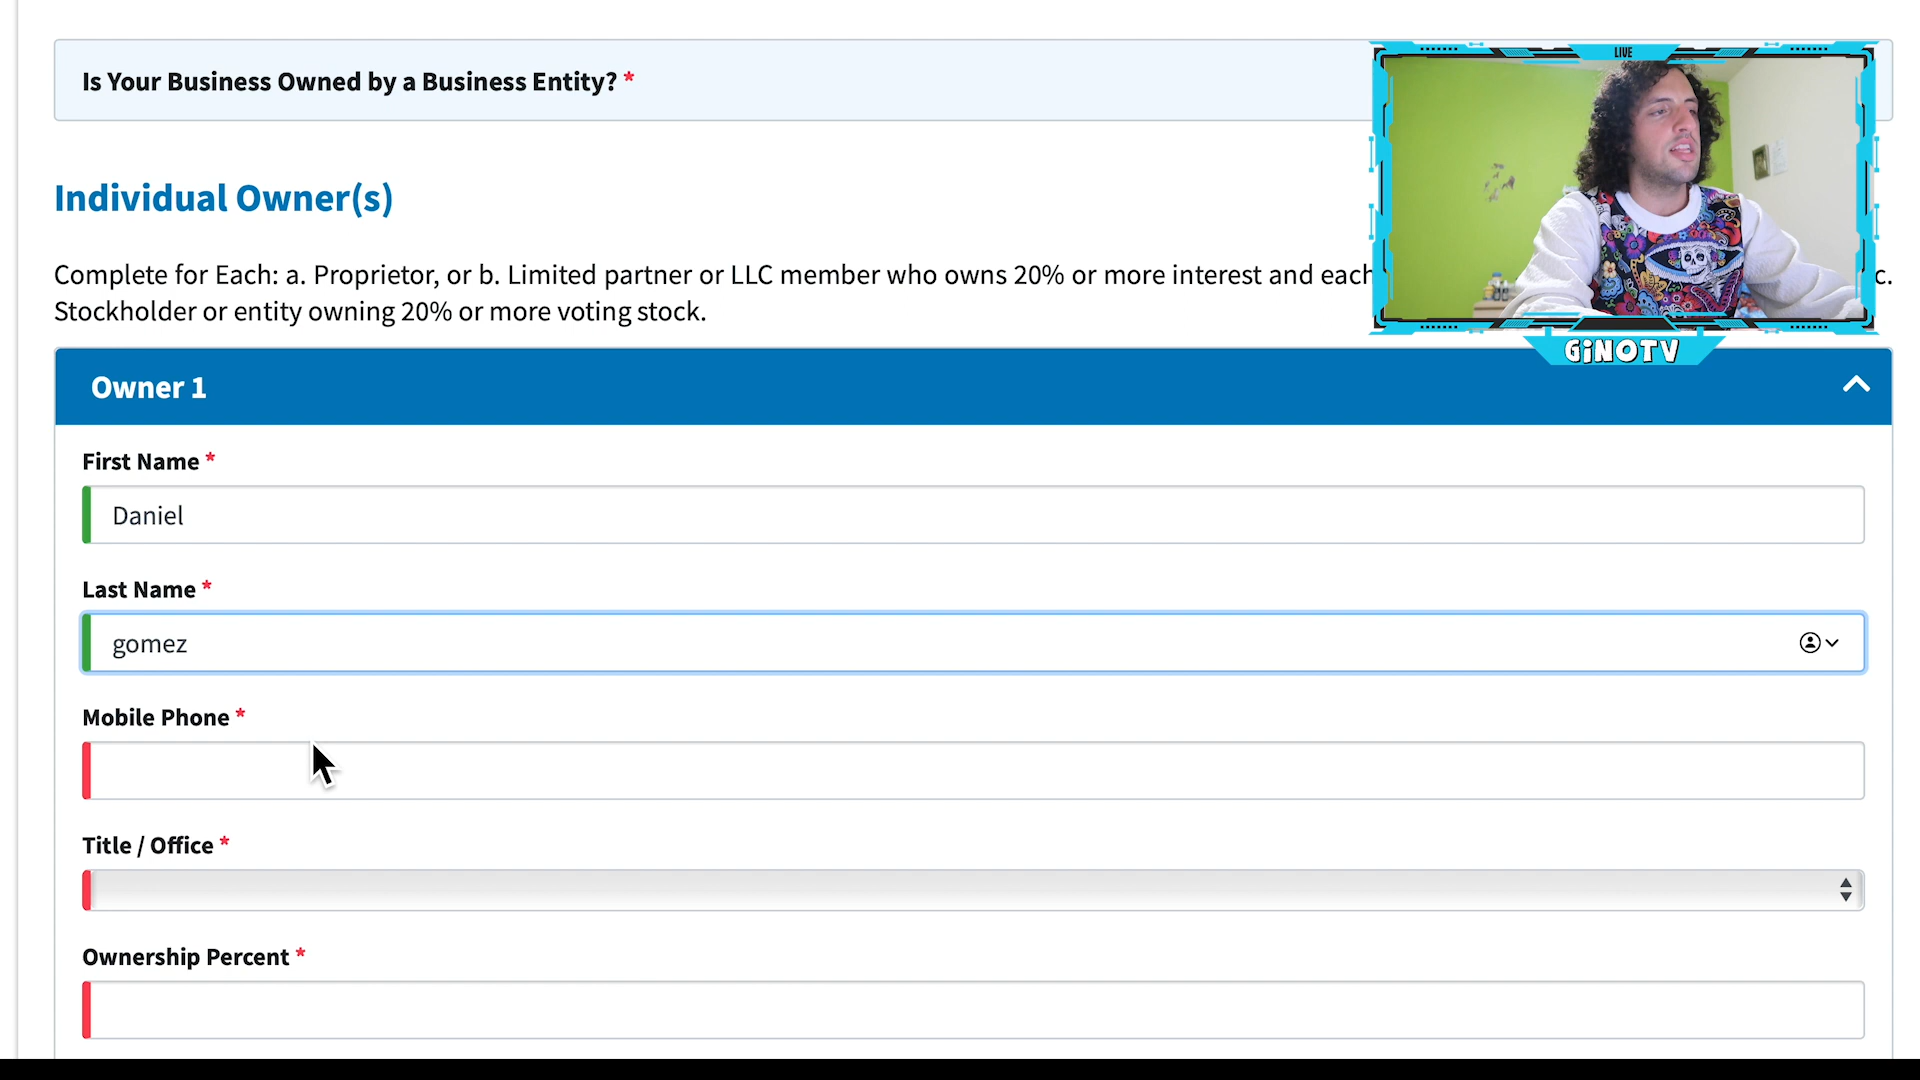 Is Your Business Owned by a Business Entity? *
LIVE
Individual Owner(s)
Complete for Each: a. Proprietor, or b. Limited partner or LLC member who owns 20% or more interest and each c.
Stockholder or entity owning 20% or more voting stock.
GiNOTV
Owner 1
First Name *
Daniel
Last Name *
gomez
Mobile Phone *
Title / Office *
Ownership Percent *